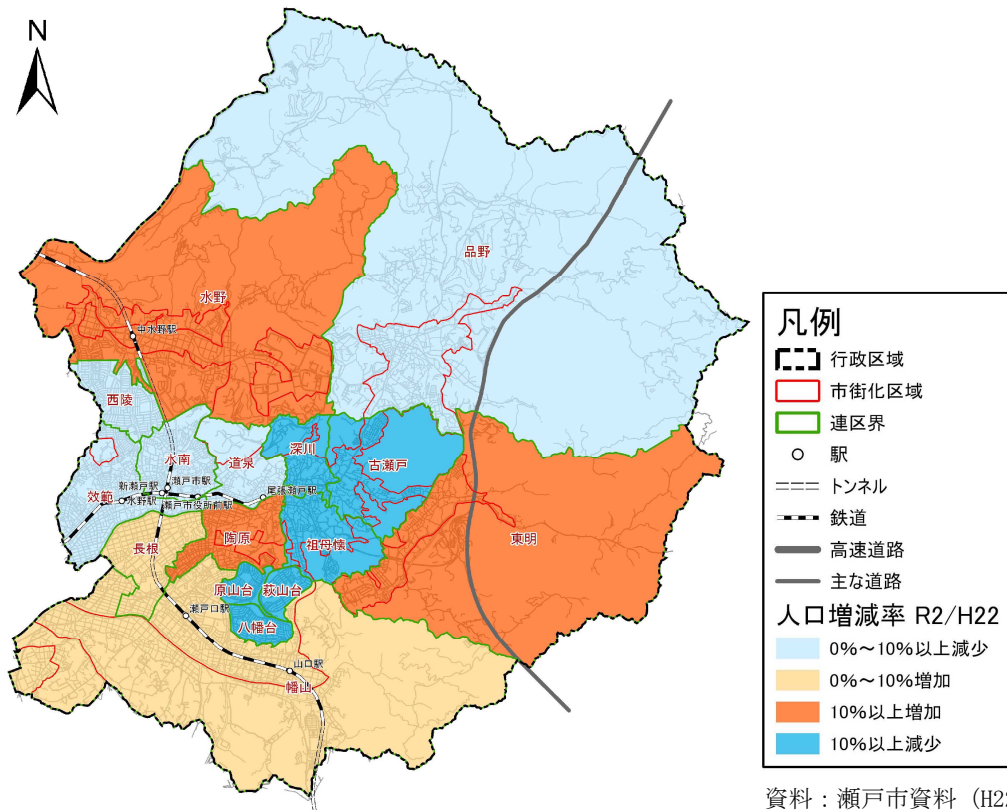 N
品野
水野
中水野駅
西陵
水南
道泉
深川
古瀬戸
新瀬戸駅
瀬戸市駅
尾張瀬戸駅
効範
水野駅
瀬戸市役所前駅
長根
陶原
祖母懐
東明
原山台
萩山台
瀬戸口駅
八幡台
山口駅
幡山
凡例
行政区域
市街化区域
連区界
駅
トンネル
鉄道
高速道路
主な道路
人口増減率 R2/H22
0%~10%以上減少
0%~10%増加
10%以上増加
10%以上減少
資料：瀬戸市資料（H2